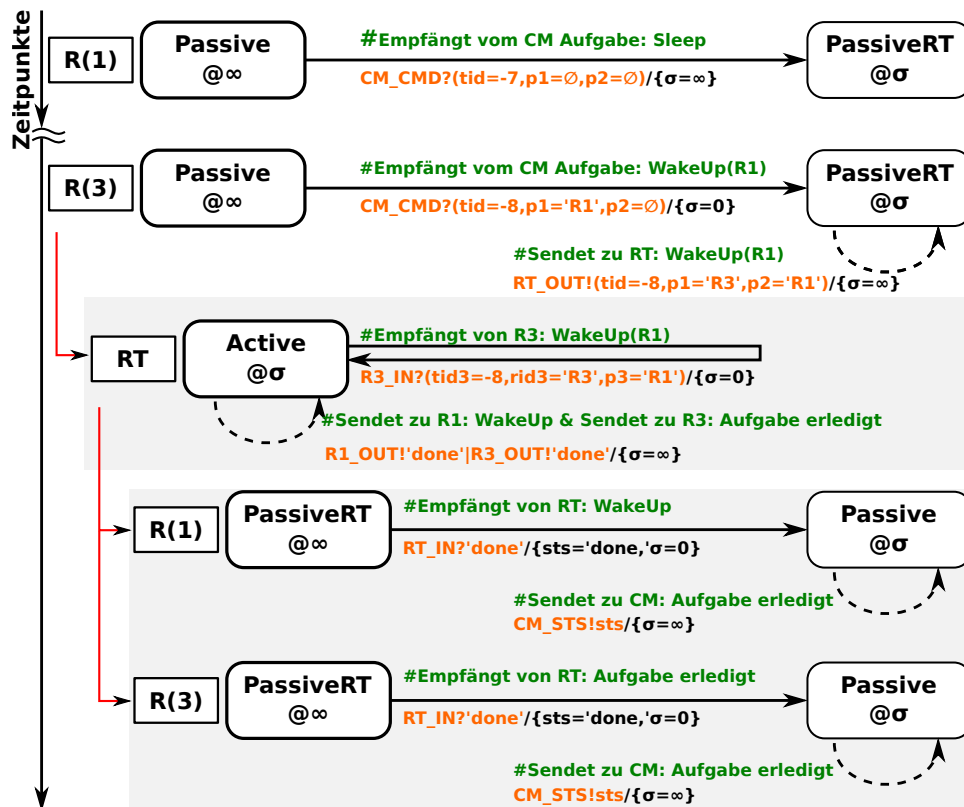 Zeitpunkte
R(1)
Passive
@∞
#Empfängt vom CM Aufgabe: Sleep
CM_CMD?(tid=-7,p1=∅,p2=∅)/{σ=∞}
PassiveRT
@σ
R(3)
Passive
@∞
#Empfängt vom CM Aufgabe: WakeUp(R1)
CM_CMD?(tid=-8,p1='R1',p2=∅)/{σ=0}
PassiveRT
@σ
#Sendet zu RT: WakeUp(R1)
RT_OUT!(tid=-8,p1='R3',p2='R1')/{σ=∞}
RT
Active
@σ
#Empfängt von R3: WakeUp(R1)
R3_IN?(tid3=-8,rid3='R3',p3='R1')/{σ=0}
#Sendet zu R1: WakeUp & Sendet zu R3: Aufgabe erledigt
R1_OUT!'done'|R3_OUT!'done'/{σ=∞}
R(1)
PassiveRT
@∞
#Empfängt von RT: WakeUp
RT_IN?'done'/{sts='done,'σ=0}
Passive
@σ
#Sendet zu CM: Aufgabe erledigt
CM_STS!sts/{σ=∞}
R(3)
PassiveRT
@∞
#Empfängt von RT: Aufgabe erledigt
RT_IN?'done'/{sts='done,'σ=0}
Passive
@σ
#Sendet zu CM: Aufgabe erledigt
CM_STS!sts/{σ=∞}